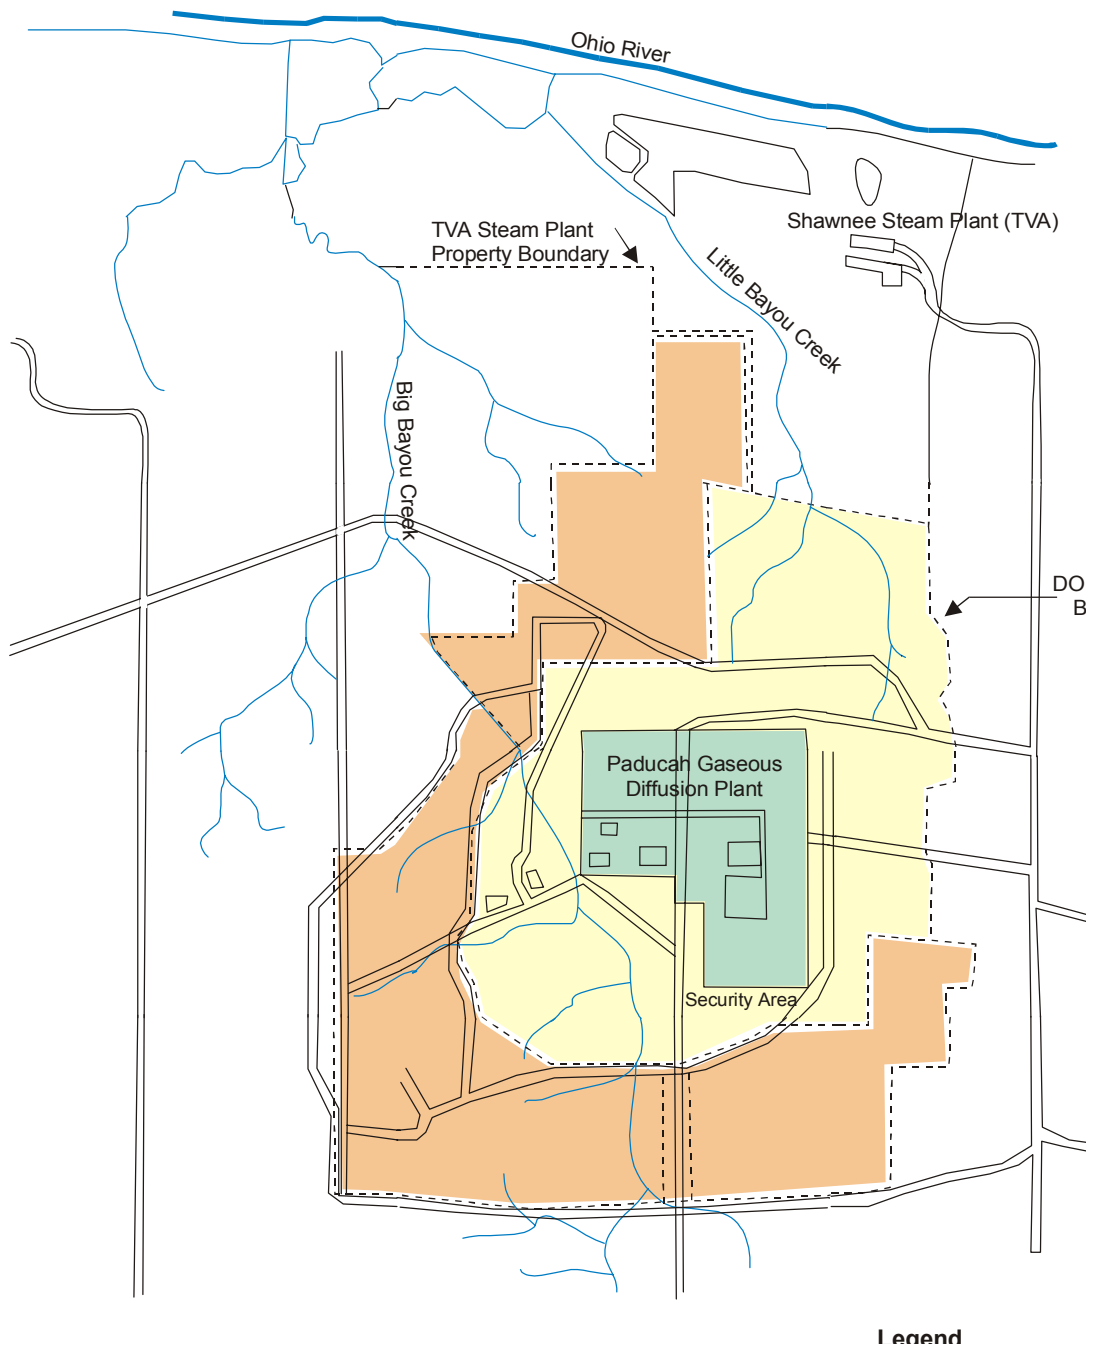 Ohio River
Shawnee Steam Plant (TVA)
TVA Steam Plant
Property Boundary
Little Bayou Creek
Big Bayou Creek
DO
B
Paducah Gaseous
Diffusion Plant
Security Area
Legend